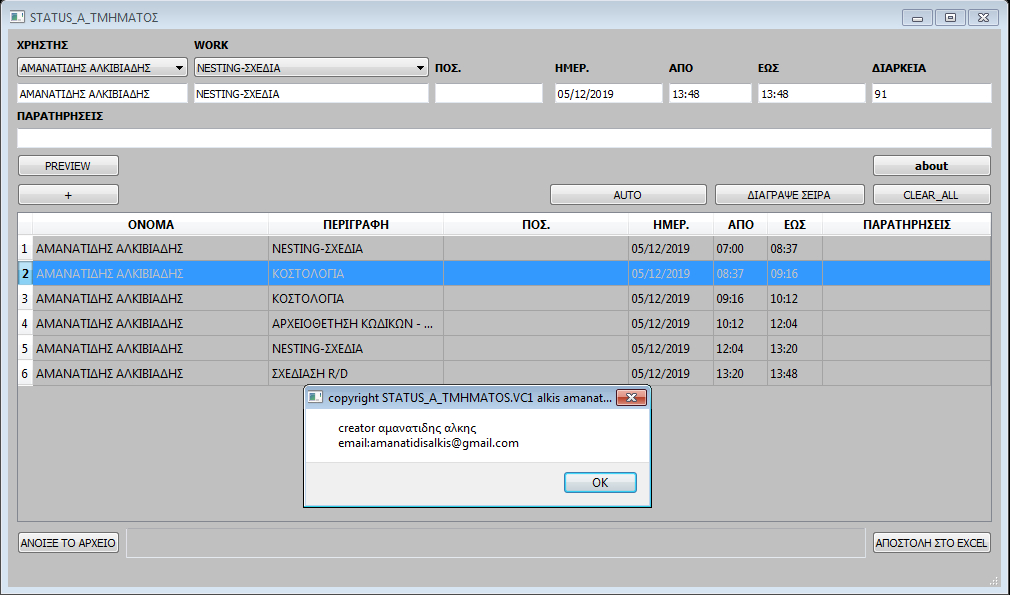 STATUS_Α_ΤΜΗΜΑΤΟΣ
ΧΡΗΣΤΗΣ WORK
ΑΜΑΝΑΤΙΔΗΣ ΑΛΚΙΒΙΑΔΗΣ NESTING-ΣΧΕΔΙΑ ΠΟΣ. ΗΜΕΡ. ΑΠΟ ΕΩΣ ΔΙΑΡΚΕΙΑ
ΑΜΑΝΑΤΙΔΗΣ ΑΛΚΙΒΙΑΔΗΣ NESTING-ΣΧΕΔΙΑ 05/12/2019 13:48 13:48 91
ΠΑΡΑΤΗΡΗΣΕΙΣ
PREVIEW about
+ AUTO ΔΙΑΓΡΑΨΕ ΣΕΙΡΑ CLEAR_ALL
ΟΝΟΜΑ ΠΕΡΙΓΡΑΦΗ ΠΟΣ. ΗΜΕΡ. ΑΠΟ ΕΩΣ ΠΑΡΑΤΗΡΗΣΕΙΣ
1 ΑΜΑΝΑΤΙΔΗΣ ΑΛΚΙΒΙΑΔΗΣ NESTING-ΣΧΕΔΙΑ 05/12/2019 07:00 08:37
2 ΑΜΑΝΑΤΙΔΗΣ ΑΛΚΙΒΙΑΔΗΣ ΚΟΣΤΟΛΟΓΙΑ 05/12/2019 08:37 09:16
3 ΑΜΑΝΑΤΙΔΗΣ ΑΛΚΙΒΙΑΔΗΣ ΚΟΣΤΟΛΟΓΙΑ 05/12/2019 09:16 10:12
4 ΑΜΑΝΑΤΙΔΗΣ ΑΛΚΙΒΙΑΔΗΣ ΑΡΧΕΙΟΘΕΤΗΣΗ ΚΩΔΙΚΩΝ - ... 05/12/2019 10:12 12:04
5 ΑΜΑΝΑΤΙΔΗΣ ΑΛΚΙΒΙΑΔΗΣ NESTING-ΣΧΕΔΙΑ 05/12/2019 12:04 13:20
6 ΑΜΑΝΑΤΙΔΗΣ ΑΛΚΙΒΙΑΔΗΣ ΣΧΕΔΙΑΣΗ R/D 05/12/2019 13:20 13:48
copyright STATUS_A_TMHMATOS.VC1 alkis amanat...
creator αμανατιδης αλκης
email:amanatidisalkis@gmail.com
OK
ΑΝΟΙΞΕ ΤΟ ΑΡΧΕΙΟ ΑΠΟΣΤΟΛΗ ΣΤΟ EXCEL